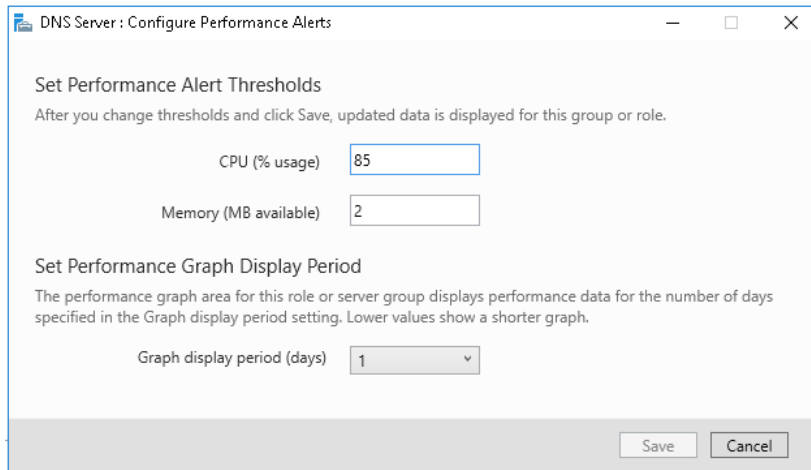 DNS Server : Configure Performance Alerts
Set Performance Alert Thresholds
After you change thresholds and click Save, updated data is displayed for this group or role.
CPU (% usage) 85
Memory (MB available) 2
Set Performance Graph Display Period
The performance graph area for this role or server group displays performance data for the number of days
specified in the Graph display period setting. Lower values show a shorter graph.
Graph display period (days) 1
Save Cancel